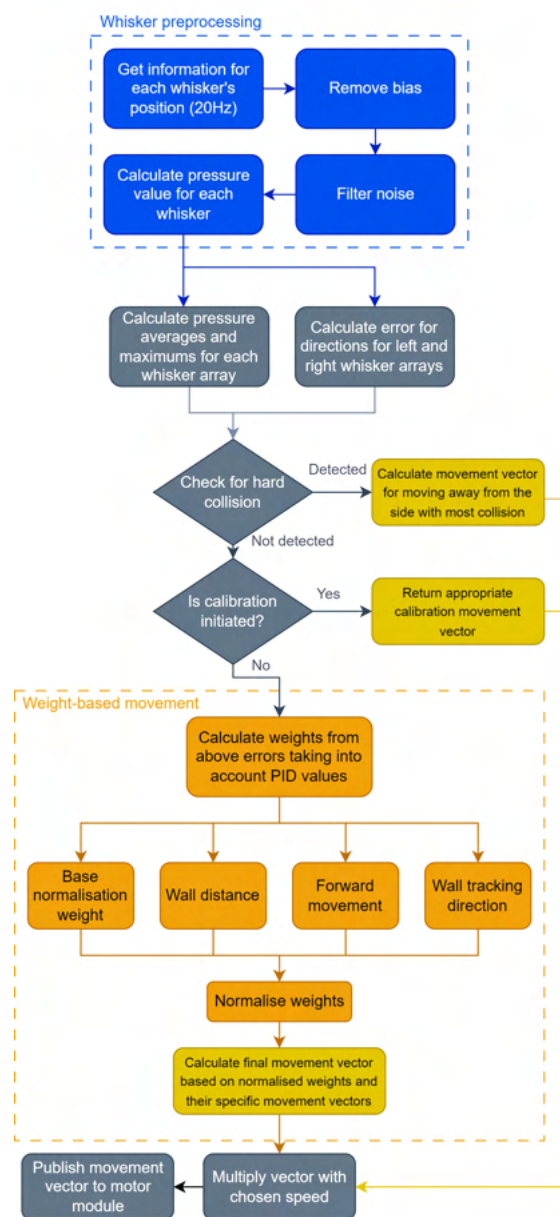 Whisker preprocessing
Get information for
each whisker's
position (20Hz)
Remove bias
Calculate pressure
value for each
whisker
Filter noise
Calculate pressure
averages and
maximums for each
whisker array
Calculate error for
directions for left and
right whisker arrays
Check for hard
collision
Detected
Calculate movement vector
for moving away from the
side with most collision
Not detected
Is calibration
initiated?
Yes
Return appropriate
calibration movement
vector
No
Weight-based movement
Calculate weights from
above errors taking into
account PID values
Base
normalisation
weight
Wall distance
Forward
movement
Wall tracking
direction
Normalise weights
Calculate final movement vector
based on normalised weights and
their specific movement vectors
Publish movement
vector to motor
module
Multiply vector with
chosen speed